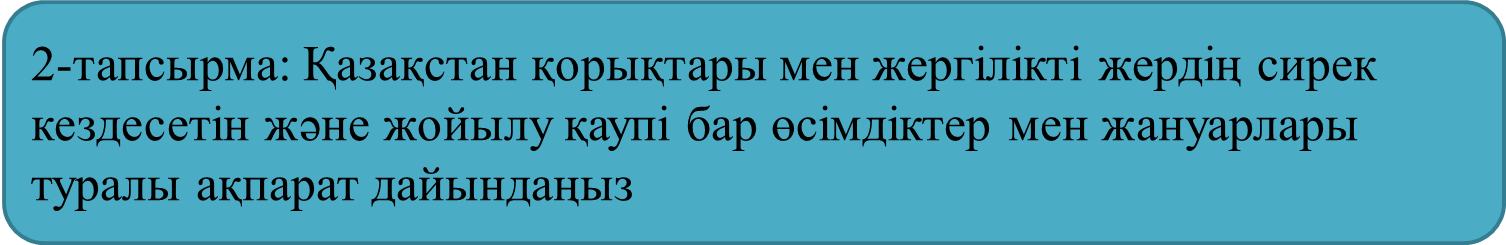 2-тапсырма: Қазақстан қорықтары мен жергілікті жердің сирек
кездесетін және жойылу қаупі бар өсімдіктер мен жануарлары
туралы ақпарат дайындаңыз